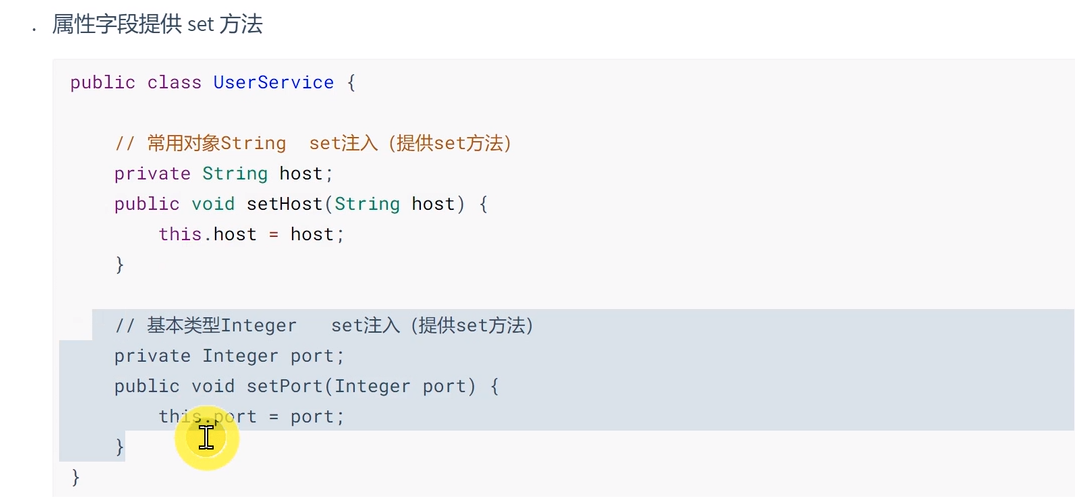 . 属性字段提供 set 方法
public class UserService {
// 常用对象String  set注入（提供set方法）
private String host;
public void setHost(String host) {
this.host = host;
}
// 基本类型Integer   set注入（提供set方法）
private Integer port;
public void setPort(Integer port) {
this.port = port;
}
}